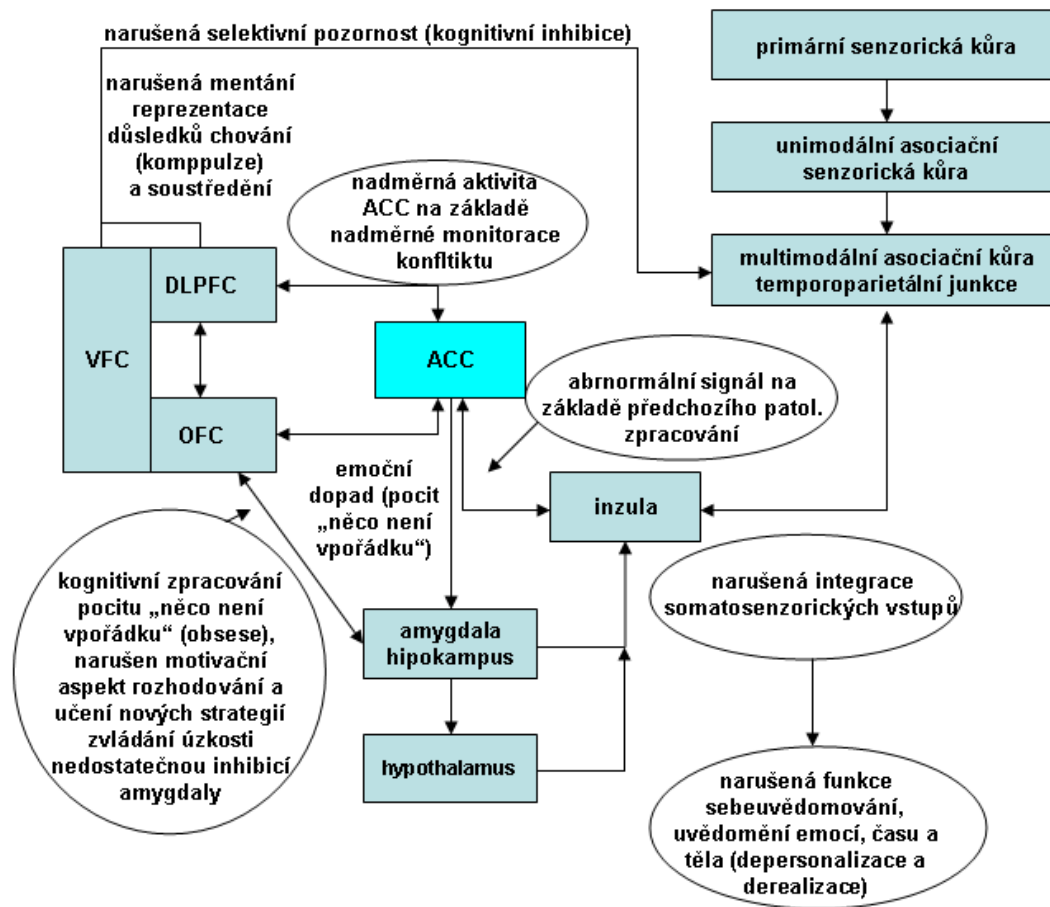 narušená selektivní pozornost (kognitivní inhibice)
narušená mentání
reprezentace
důsledků chování
(komppulze)
a soustředění
primární senzorická kůra
unimodální asociační
senzorická kůra
multimodální asociační kůra
temporoparietální junkce
nadměrná aktivita
ACC na základě
nadměrné monitorace
konfltiktu
VFC
DLPFC
OFC
ACC
abrnormální signál na
základě předchozího patol.
zpracování
emoční
dopad (pocit
„něco není
vpořádku“)
inzula
kognitivní zpracování
pocitu „něco není
vpořádku“ (obsese),
narušen motivační
aspekt rozhodování a
učení nových strategií
zvládání úzkosti
nedostatečnou inhibicí
amygdaly
amygdala
hipokampus
hypothalamus
narušená integrace
somatosenzorických vstupů
narušená funkce
sebeuvědomování,
uvědomění emocí, času a
těla (depersonalizace a
derealizace)